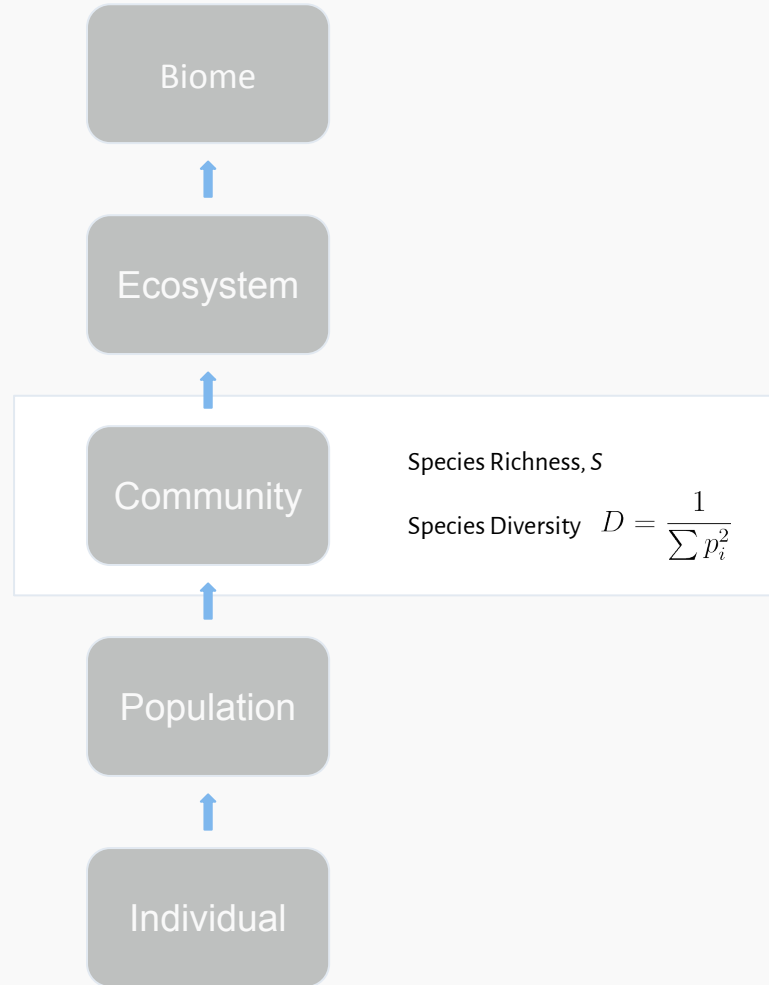 Biome
Ecosystem
Community
Species Richness, S
Species Diversity D = 1 / ∑ p_i^2
Population
Individual